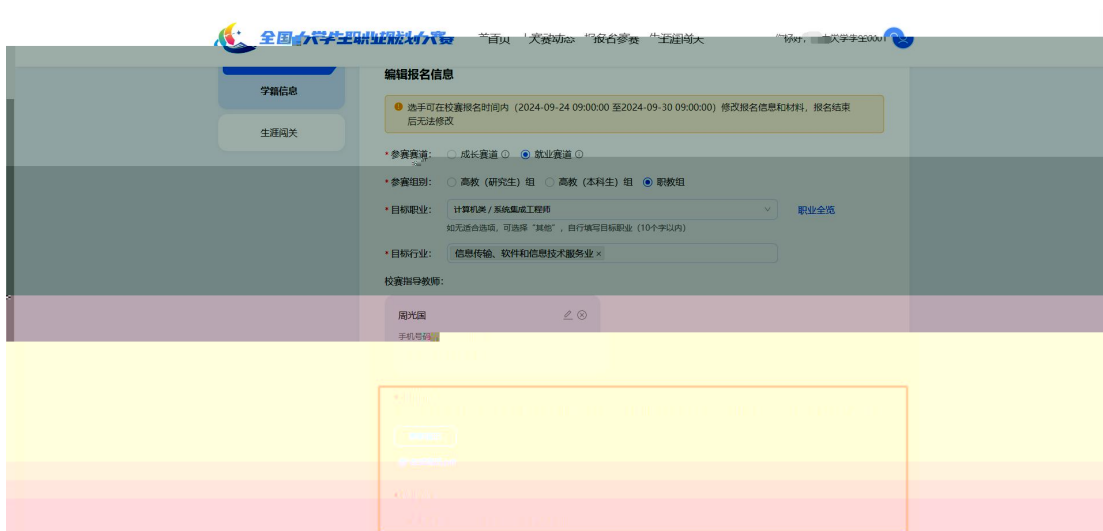 全国大学生职业规划大赛 首页 大赛动态 报名参赛 生涯闯关
学籍信息
生涯闯关
编辑报名信息
选手可在校赛报名时间内（2024-09-24 09:00:00 至2024-09-30 09:00:00）修改报名信息和材料，报名结束
后无法修改
*参赛赛道： 成长赛道 就业赛道
*参赛组别： 高教（研究生）组 高教（本科生）组 职教组
*目标职业： 计算机类 / 系统集成工程师 职业全览
如无适合选项，可选择“其他”，自行填写目标职业（10个字以内）
*目标行业： 信息传输、软件和信息技术服务业 ×
校赛指导教师：
周光国
手机号码